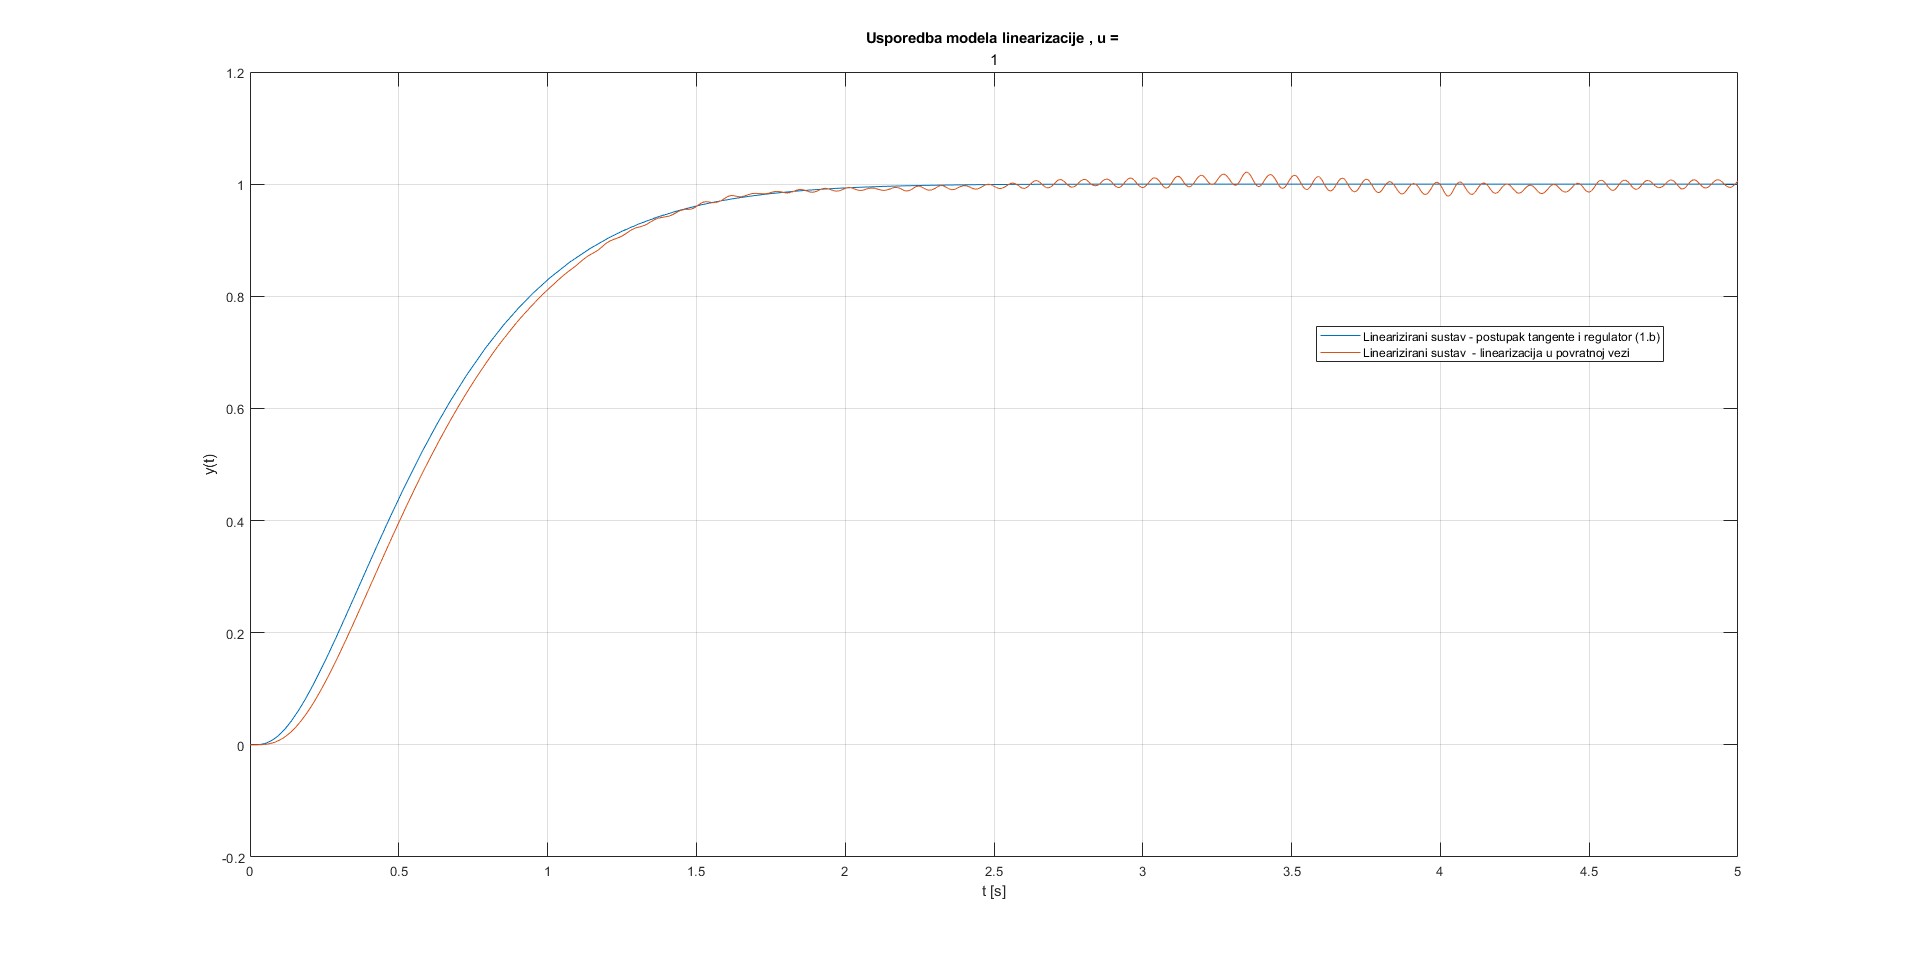 Usporedba modela linearizacije , u =
1
1.2
1
0.8
0.6
0.4
0.2
0
-0.2
y(t)
Linearizirani sustav - postupak tangente i regulator (1.b)
Linearizirani sustav  - linearizacija u povratnoj vezi
0 0.5 1 1.5 2 2.5 3 3.5 4 4.5 5
t [s]